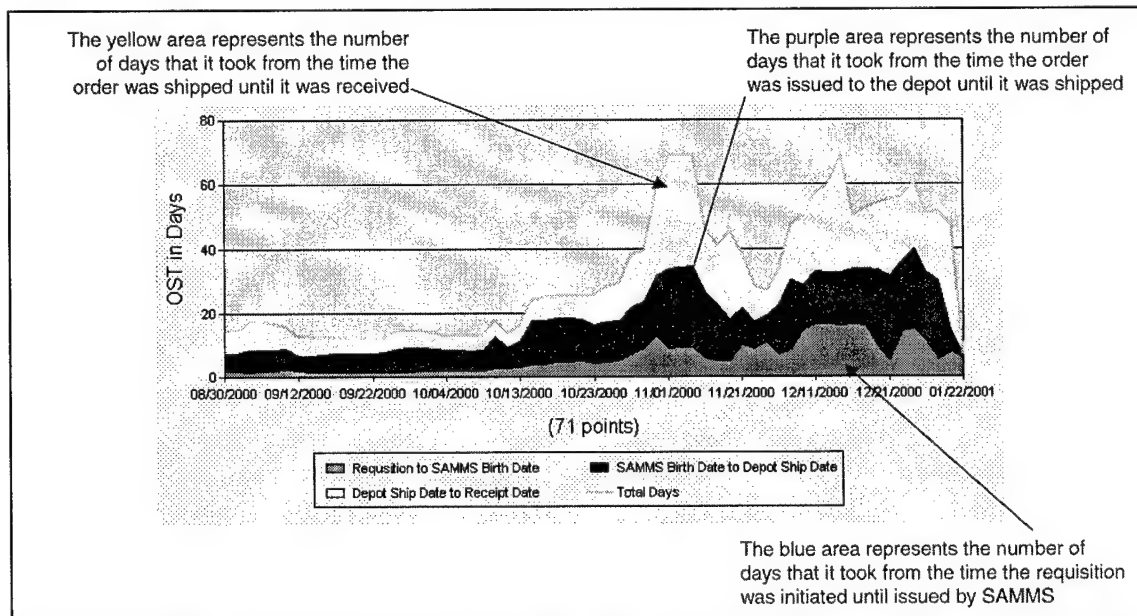 The yellow area represents the number
of days that it took from the time the
order was shipped until it was received
The purple area represents the number of
days that it took from the time the order
was issued to the depot until it was shipped
80
60
40
20
0
OST in Days
08/30/2000 09/12/2000 09/22/2000 10/04/2000 10/13/2000 10/23/2000 11/01/2000 11/21/2000 12/11/2000 12/21/2000 01/22/2001
(71 points)
Requsition to SAMMS Birth Date SAMMS Birth Date to Depot Ship Date
Depot Ship Date to Receipt Date Total Days
The blue area represents the number of
days that it took from the time the requisition
was initiated until issued by SAMMS